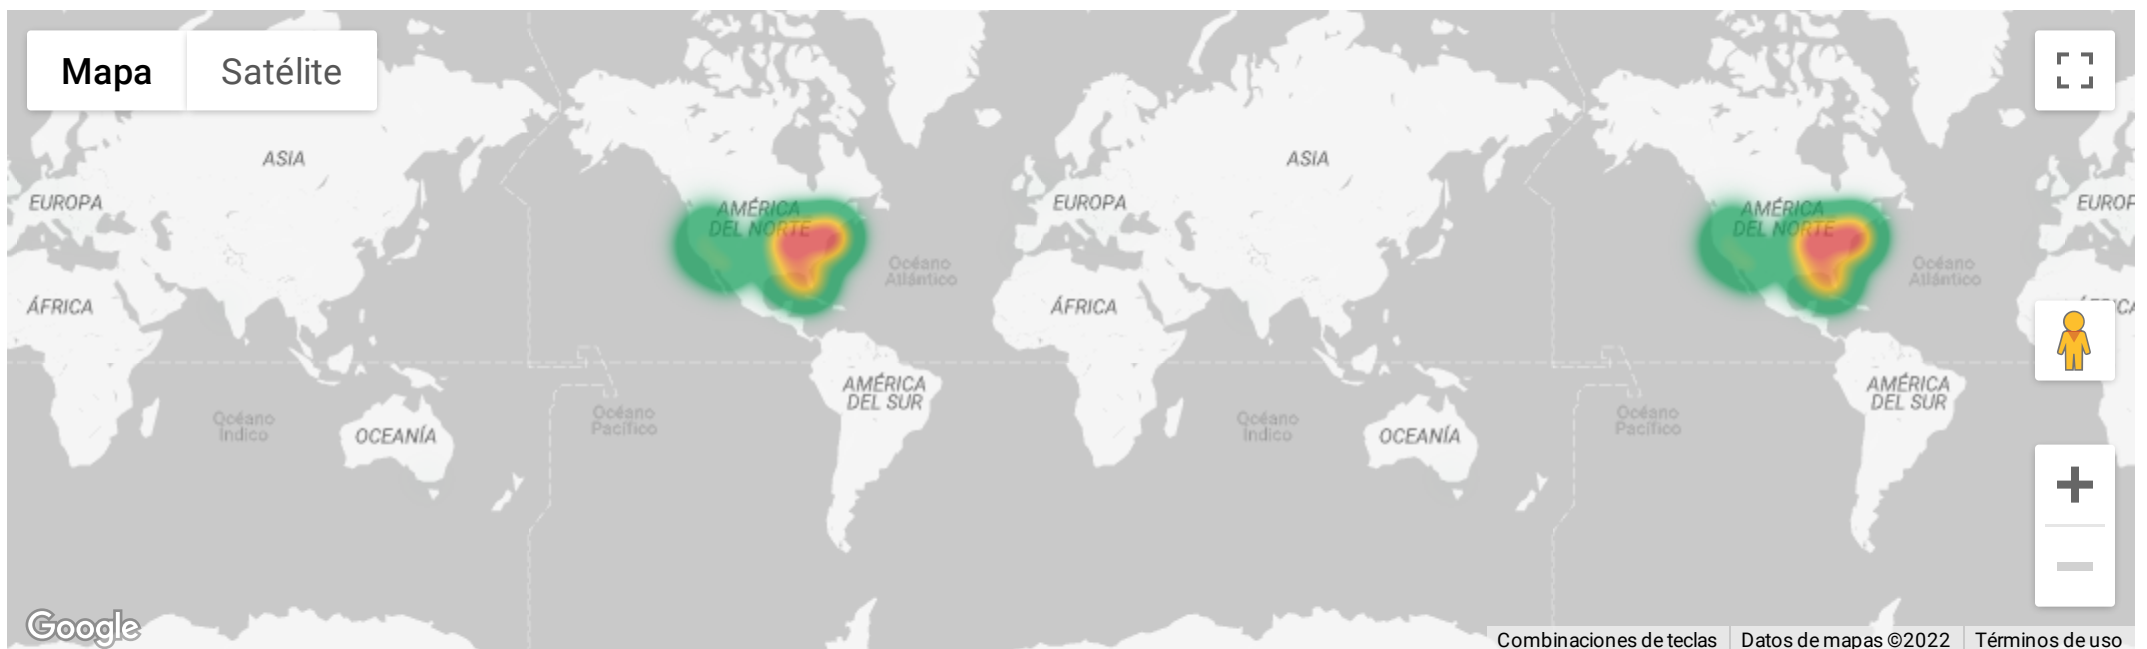 Mapa
Satélite
ASIA
EUROPA
ÁFRICA
Océano
Índico
OCEANÍA
Océano
Pacífico
AMÉRICA
DEL NORTE
Océano
Atlántico
AMÉRICA
DEL SUR
ASIA
EUROPA
ÁFRICA
Océano
Índico
OCEANÍA
Océano
Pacífico
AMÉRICA
DEL NORTE
Océano
Atlántico
AMÉRICA
DEL SUR
EUROP
Google
Combinaciones de teclas
Datos de mapas ©2022
Términos de uso